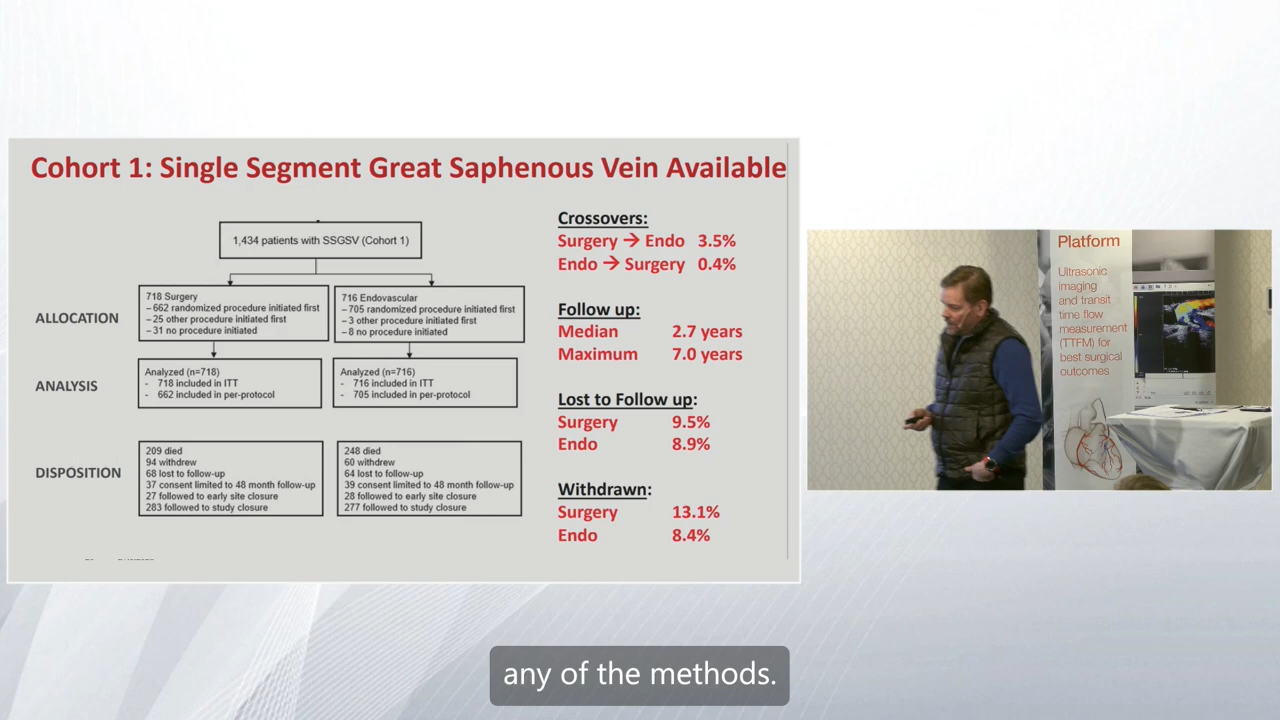 Cohort 1: Single Segment Great Saphenous Vein Available
1,434 patients with SSGSV (Cohort 1)
ALLOCATION
718 Surgery
– 662 randomized procedure initiated first
– 25 other procedure initiated first
– 31 no procedure initiated
716 Endovascular
– 705 randomized procedure initiated first
– 3 other procedure initiated first
– 8 no procedure initiated
ANALYSIS
Analyzed (n=718)
- 718 included in ITT
- 662 included in per-protocol
Analyzed (n=716)
- 716 included in ITT
- 705 included in per-protocol
DISPOSITION
209 died
94 withdrew
68 lost to follow-up
37 consent limited to 48 month follow-up
27 followed to early site closure
283 followed to study closure
248 died
60 withdrew
64 lost to follow-up
39 consent limited to 48 month follow-up
28 followed to early site closure
277 followed to study closure
Crossovers:
Surgery → Endo 3.5%
Endo → Surgery 0.4%
Follow up:
Median 2.7 years
Maximum 7.0 years
Lost to Follow up:
Surgery 9.5%
Endo 8.9%
Withdrawn:
Surgery 13.1%
Endo 8.4%
Platform
Ultrasonic
imaging
and transit
time flow
measurement
(TTFM) for
best surgical
outcomes
any of the methods.